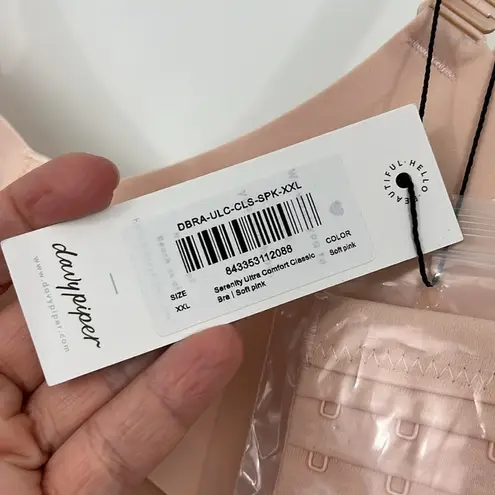 DBRA-ULC-CLS-SPK-XXL
843353112088
SIZE
XXL
Serenity Ultra Comfort Classic
Bra | Soft pink
COLOR
Soft pink
davypiper
www.davypiper.com
BEAUTIFUL · HELLO,